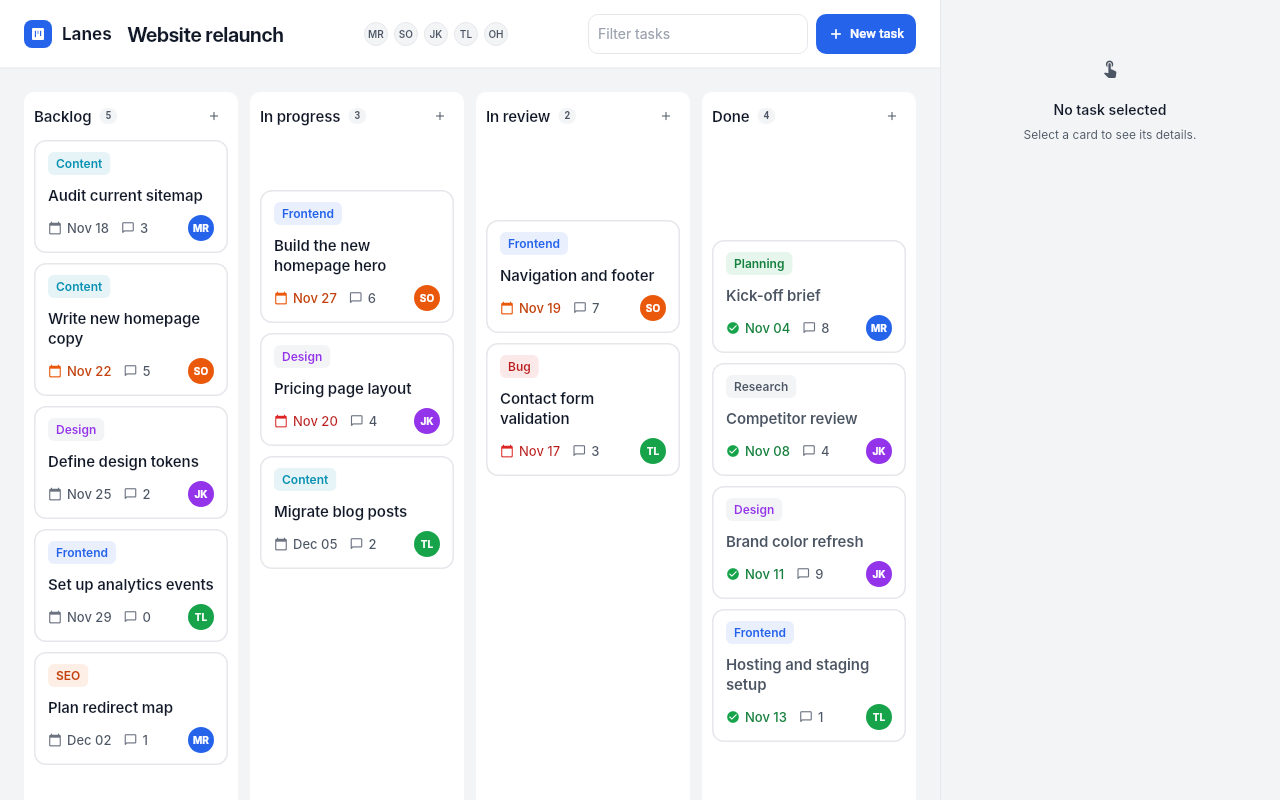 Lanes
Website relaunch
MR SO JK TL OH
Filter tasks
New task
Backlog 5
Content
Audit current sitemap
Nov 18 3 MR
Content
Write new homepage
copy
Nov 22 5 SO
Design
Define design tokens
Nov 25 2 JK
Frontend
Set up analytics events
Nov 29 0 TL
SEO
Plan redirect map
Dec 02 1 MR
In progress 3
Frontend
Build the new
homepage hero
Nov 27 6 SO
Design
Pricing page layout
Nov 20 4 JK
Content
Migrate blog posts
Dec 05 2 TL
In review 2
Frontend
Navigation and footer
Nov 19 7 SO
Bug
Contact form
validation
Nov 17 3 TL
Done 4
Planning
Kick-off brief
Nov 04 8 MR
Research
Competitor review
Nov 08 4 JK
Design
Brand color refresh
Nov 11 9 JK
Frontend
Hosting and staging
setup
Nov 13 1 TL
No task selected
Select a card to see its details.